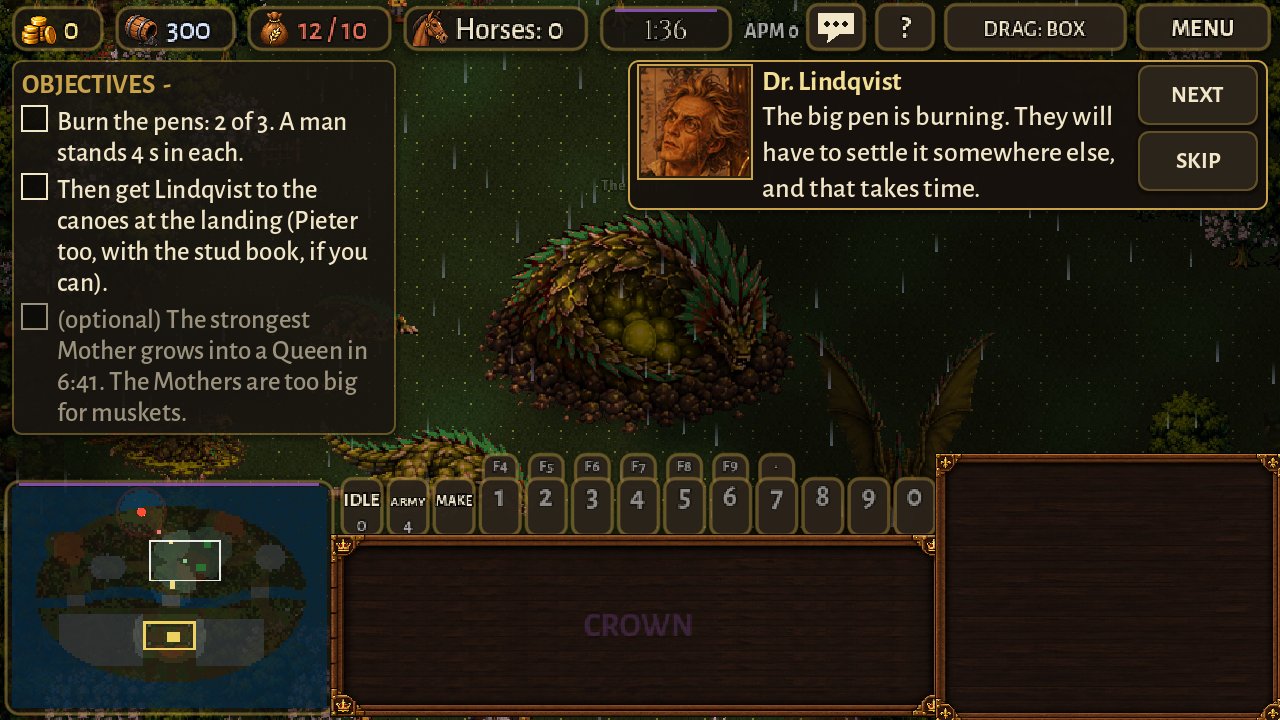 0
300
12 / 10
Horses: 0
1:36
APM 0
?
DRAG: BOX
MENU
OBJECTIVES -
Burn the pens: 2 of 3. A man
stands 4 s in each.
Then get Lindqvist to the
canoes at the landing (Pieter
too, with the stud book, if you
can).
(optional) The strongest
Mother grows into a Queen in
6:41. The Mothers are too big
for muskets.
The
Dr. Lindqvist
The big pen is burning. They will
have to settle it somewhere else,
and that takes time.
NEXT
SKIP
F4 F5 F6 F7 F8 F9 .
IDLE ARMY MAKE 1 2 3 4 5 6 7 8 9 0
0 4
CROWN